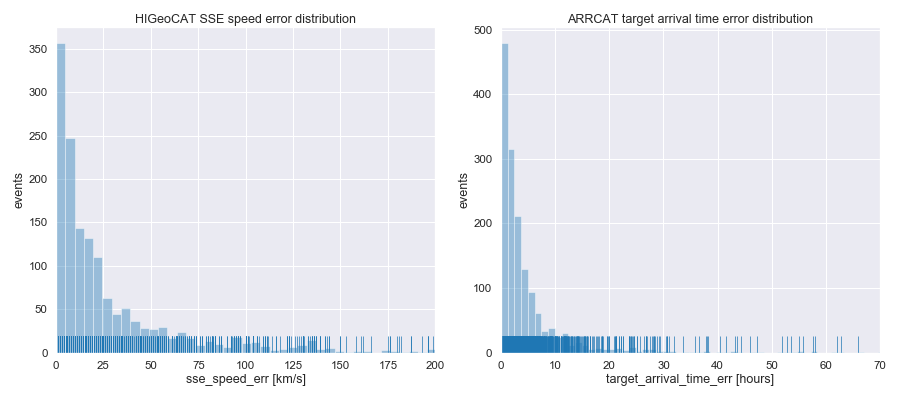 HIGeoCAT SSE speed error distribution
350
300
250
200
150
100
50
0
events
0 25 50 75 100 125 150 175 200
sse_speed_err [km/s]
ARRCAT target arrival time error distribution
500
400
300
200
100
0
events
0 10 20 30 40 50 60 70
target_arrival_time_err [hours]